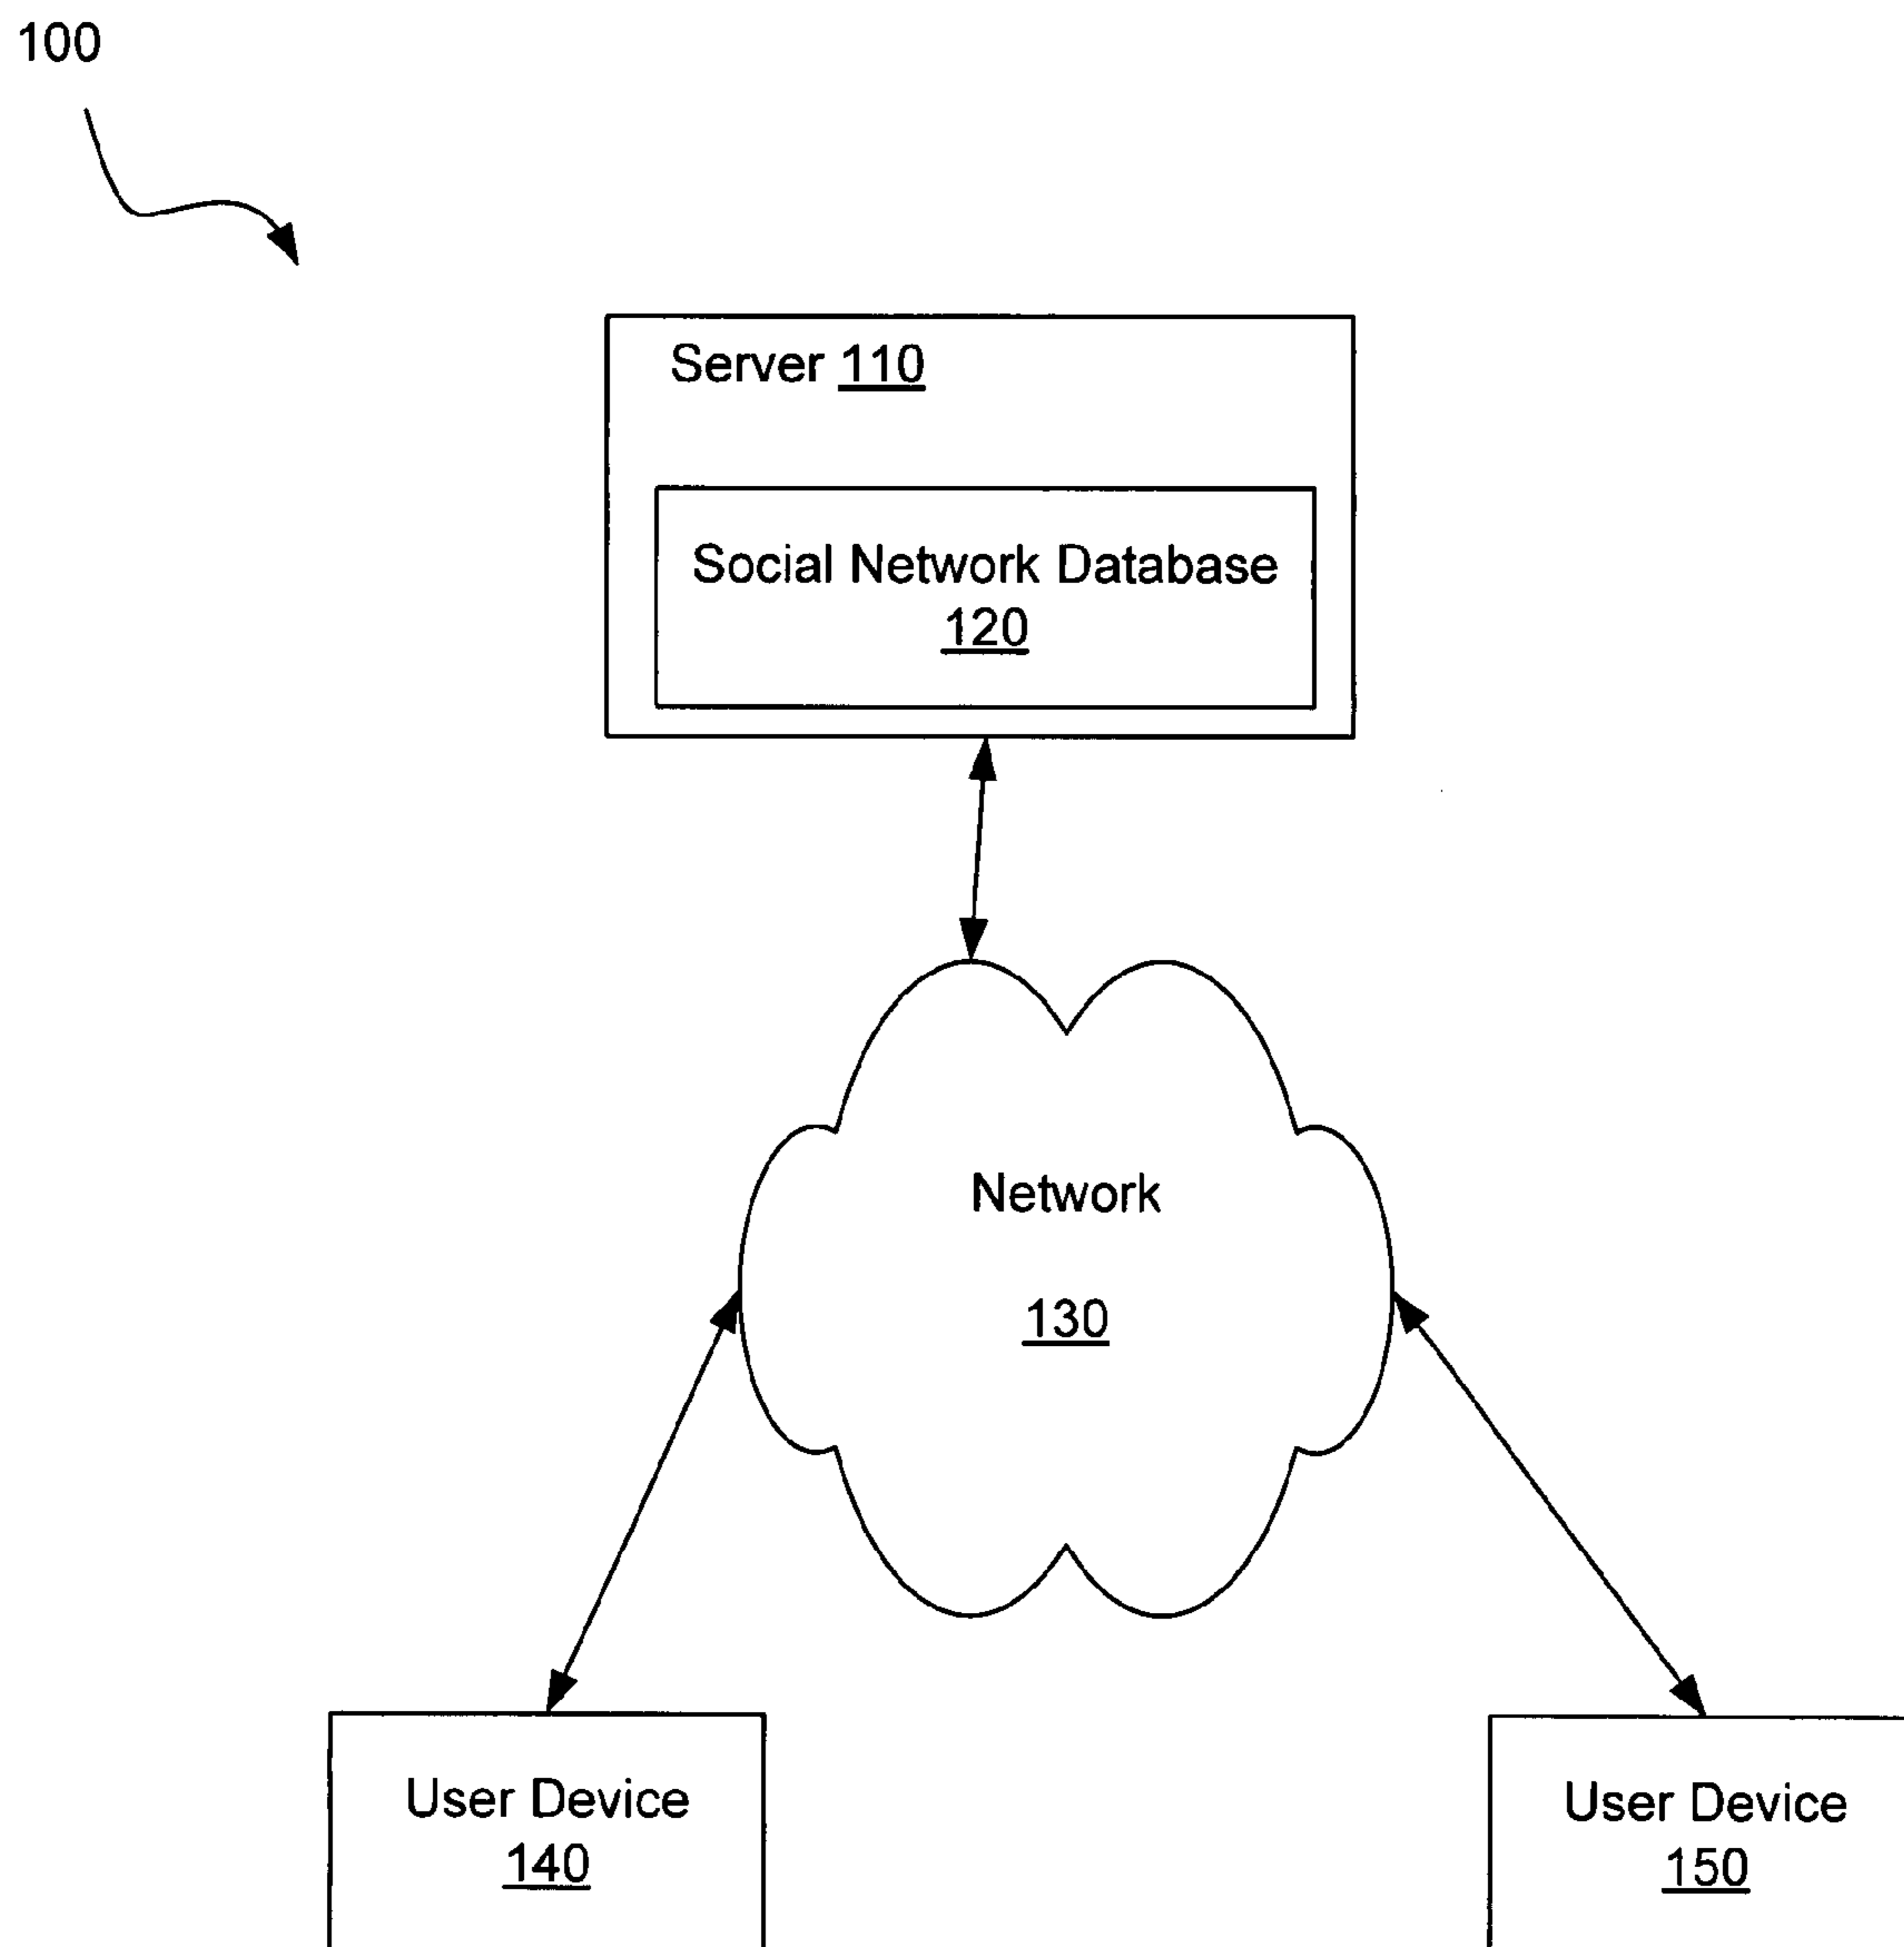 100
Server 110
Social Network Database
120
Network
130
User Device
140
User Device
150